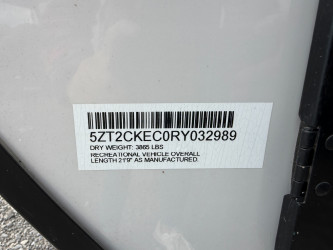 5ZT2CKEC0RY032989
DRY WEIGHT: 3865 LBS
RECREATIONAL VEHICLE OVERALL
LENGTH 21'9" AS MANUFACTURED.